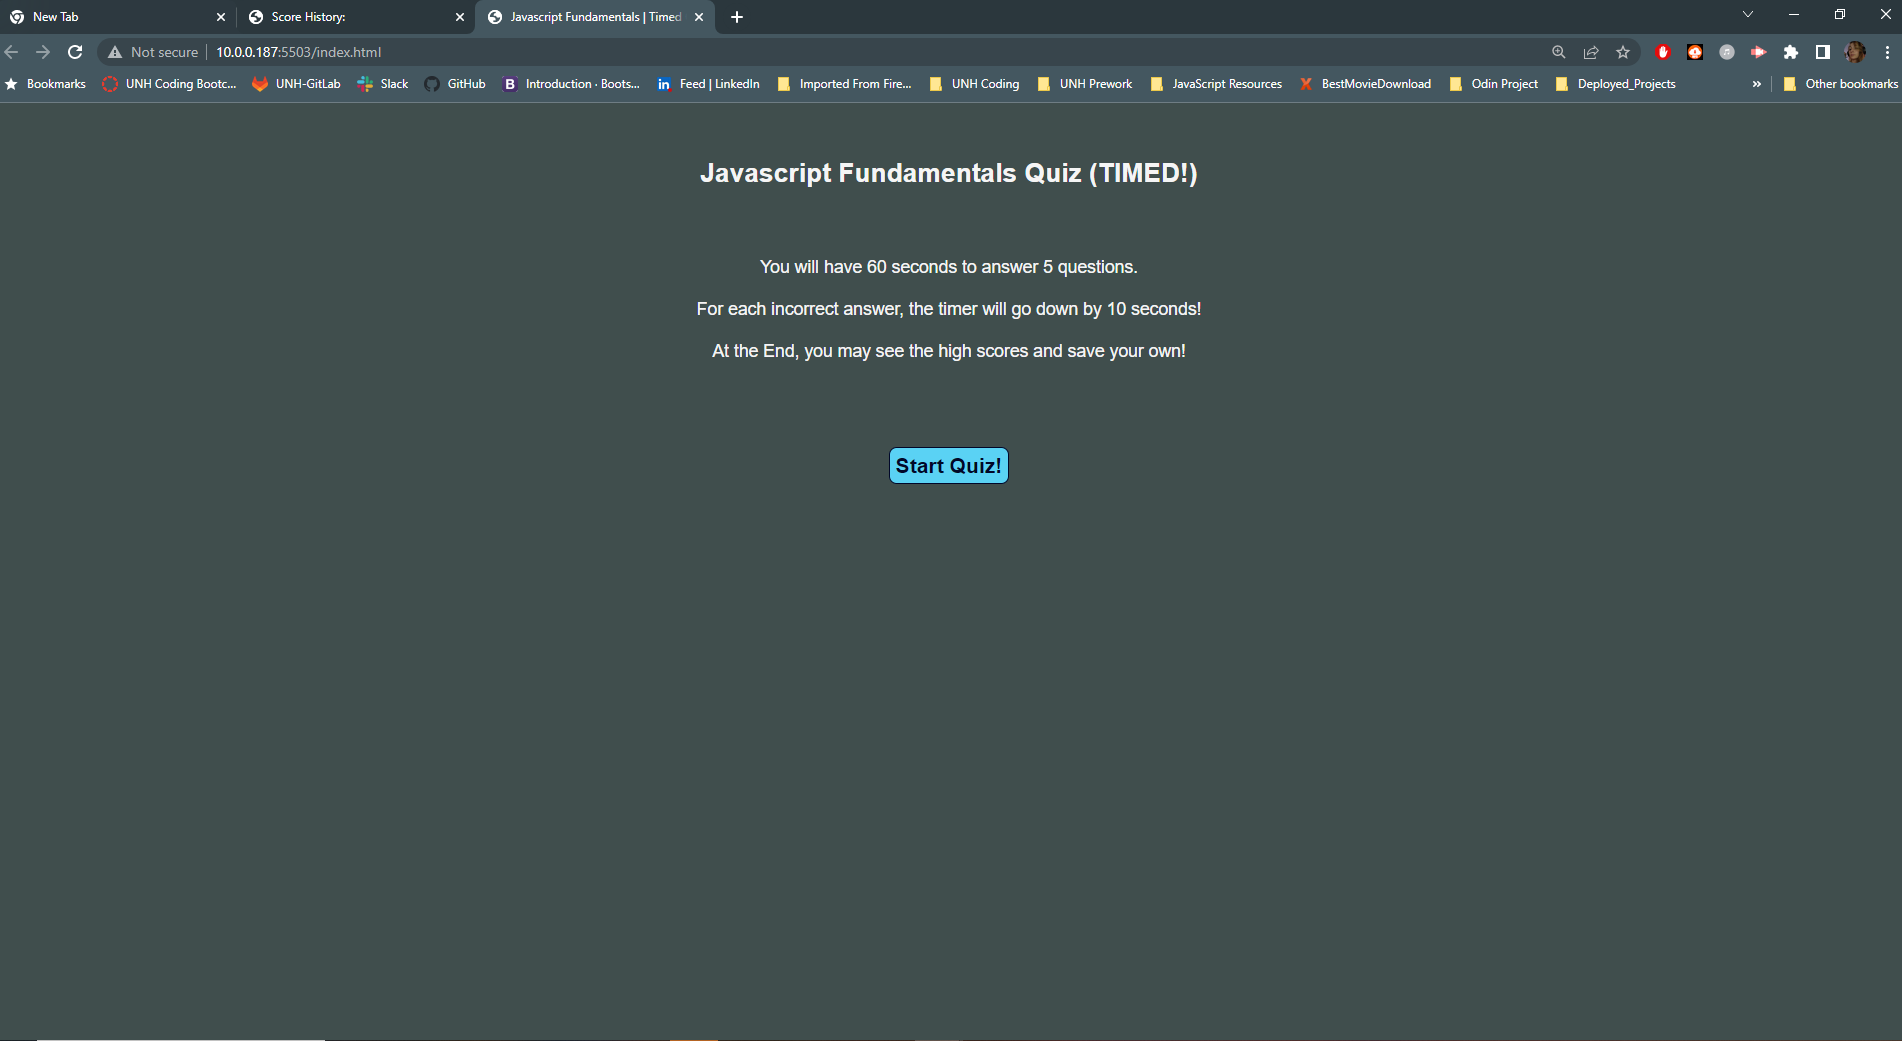 New Tab
Score History:
Javascript Fundamentals | Timed
Not secure 10.0.0.187:5503/index.html
Bookmarks UNH Coding Bootc... UNH-GitLab Slack GitHub B Introduction · Boots... in Feed | LinkedIn Imported From Fire... UNH Coding UNH Prework JavaScript Resources X BestMovieDownload Odin Project Deployed_Projects » Other bookmarks
Javascript Fundamentals Quiz (TIMED!)
You will have 60 seconds to answer 5 questions.
For each incorrect answer, the timer will go down by 10 seconds!
At the End, you may see the high scores and save your own!
Start Quiz!